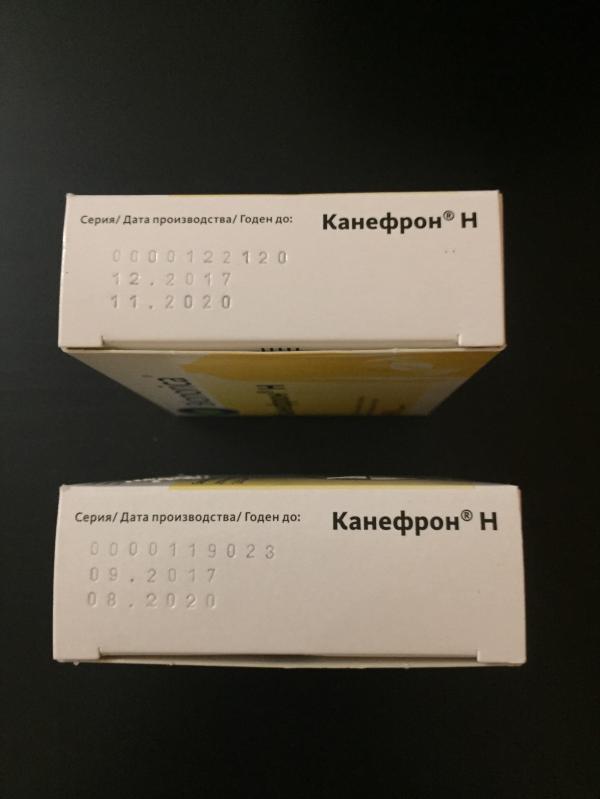 Серия/ Дата производства/ Годен до:
Канефрон® Н
0000122120
12.2017
11.2020
Серия/ Дата производства/ Годен до:
Канефрон® Н
0000119023
09.2017
08.2020